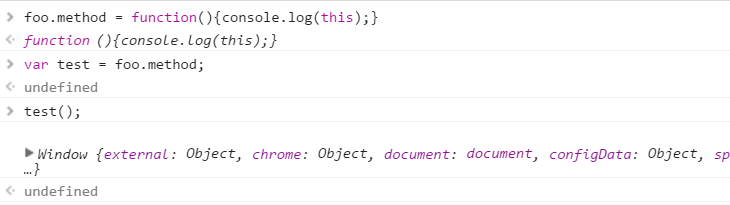 foo.method = function(){console.log(this);}
function (){console.log(this);}
var test = foo.method;
undefined
test();
Window {external: Object, chrome: Object, document: document, configData: Object, sp
…}
undefined